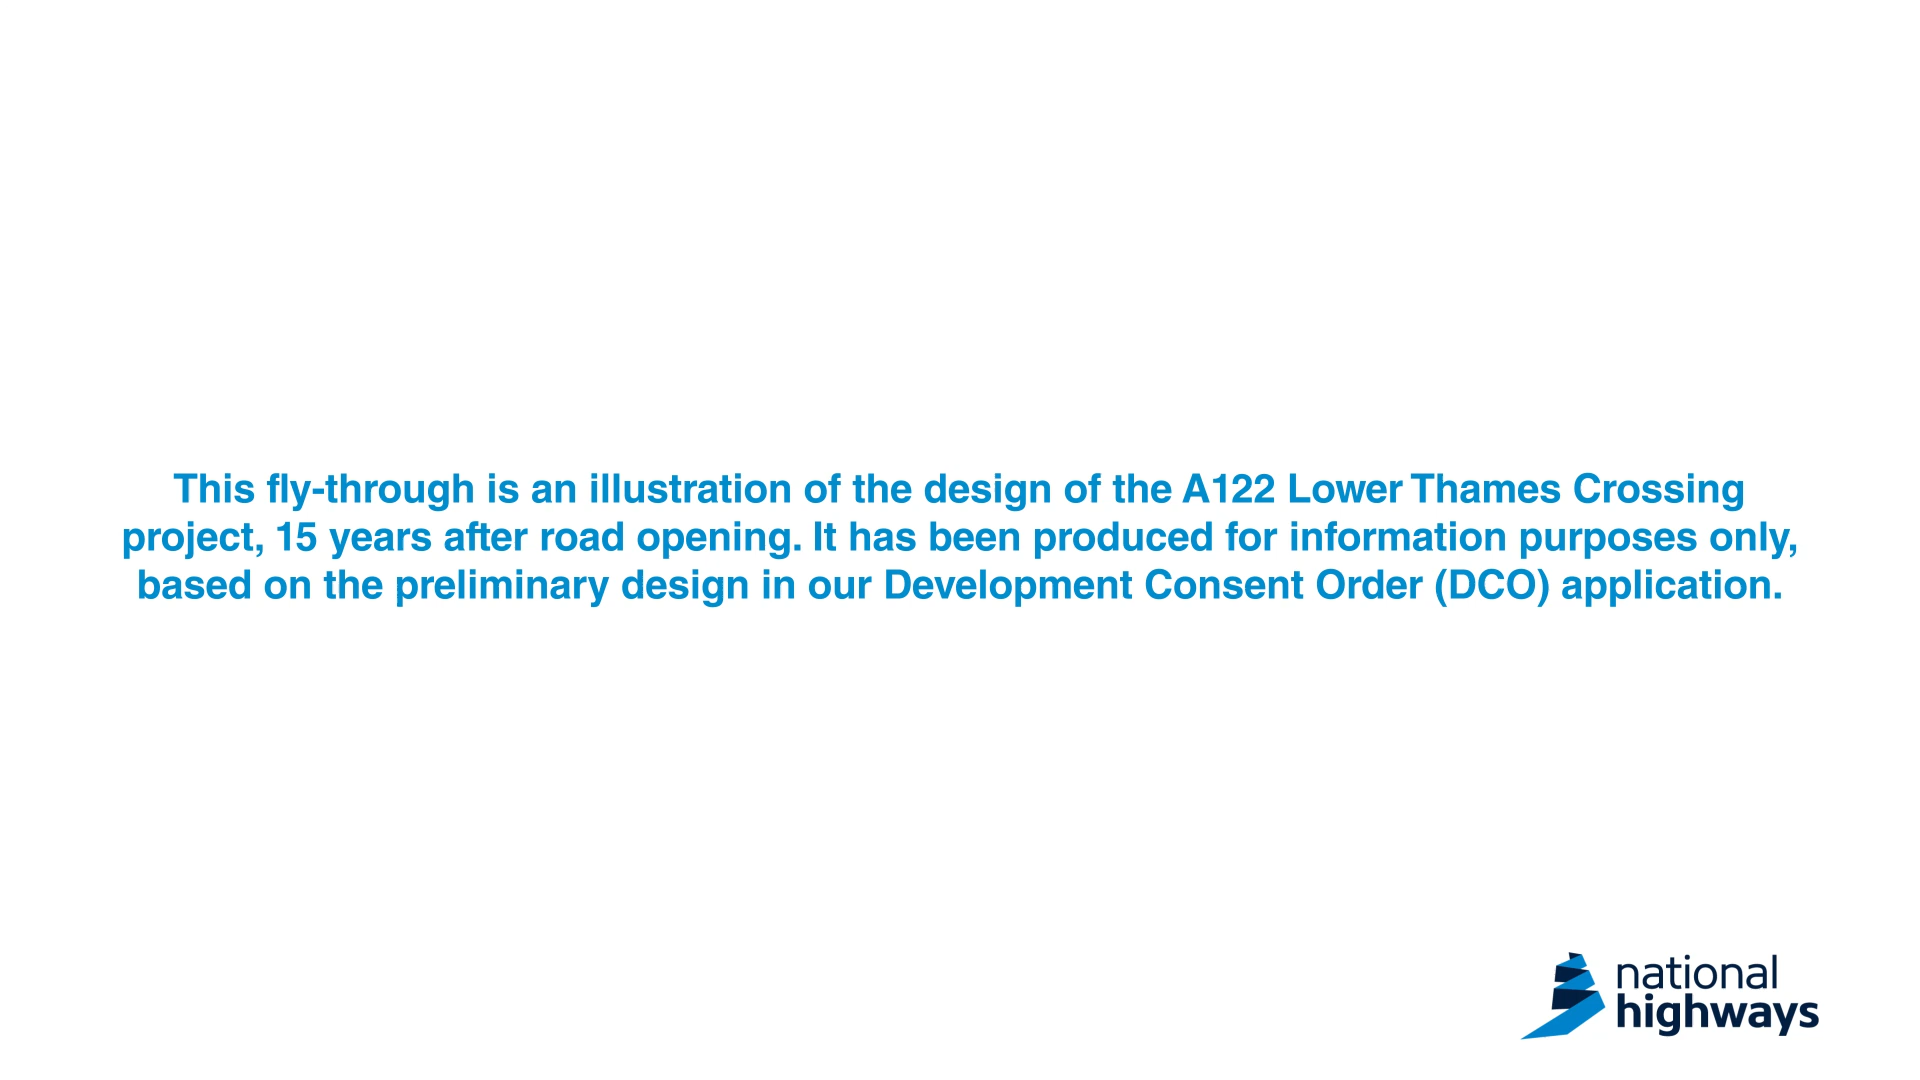 This fly-through is an illustration of the design of the A122 Lower Thames Crossing
project, 15 years after road opening. It has been produced for information purposes only,
based on the preliminary design in our Development Consent Order (DCO) application.
national
highways